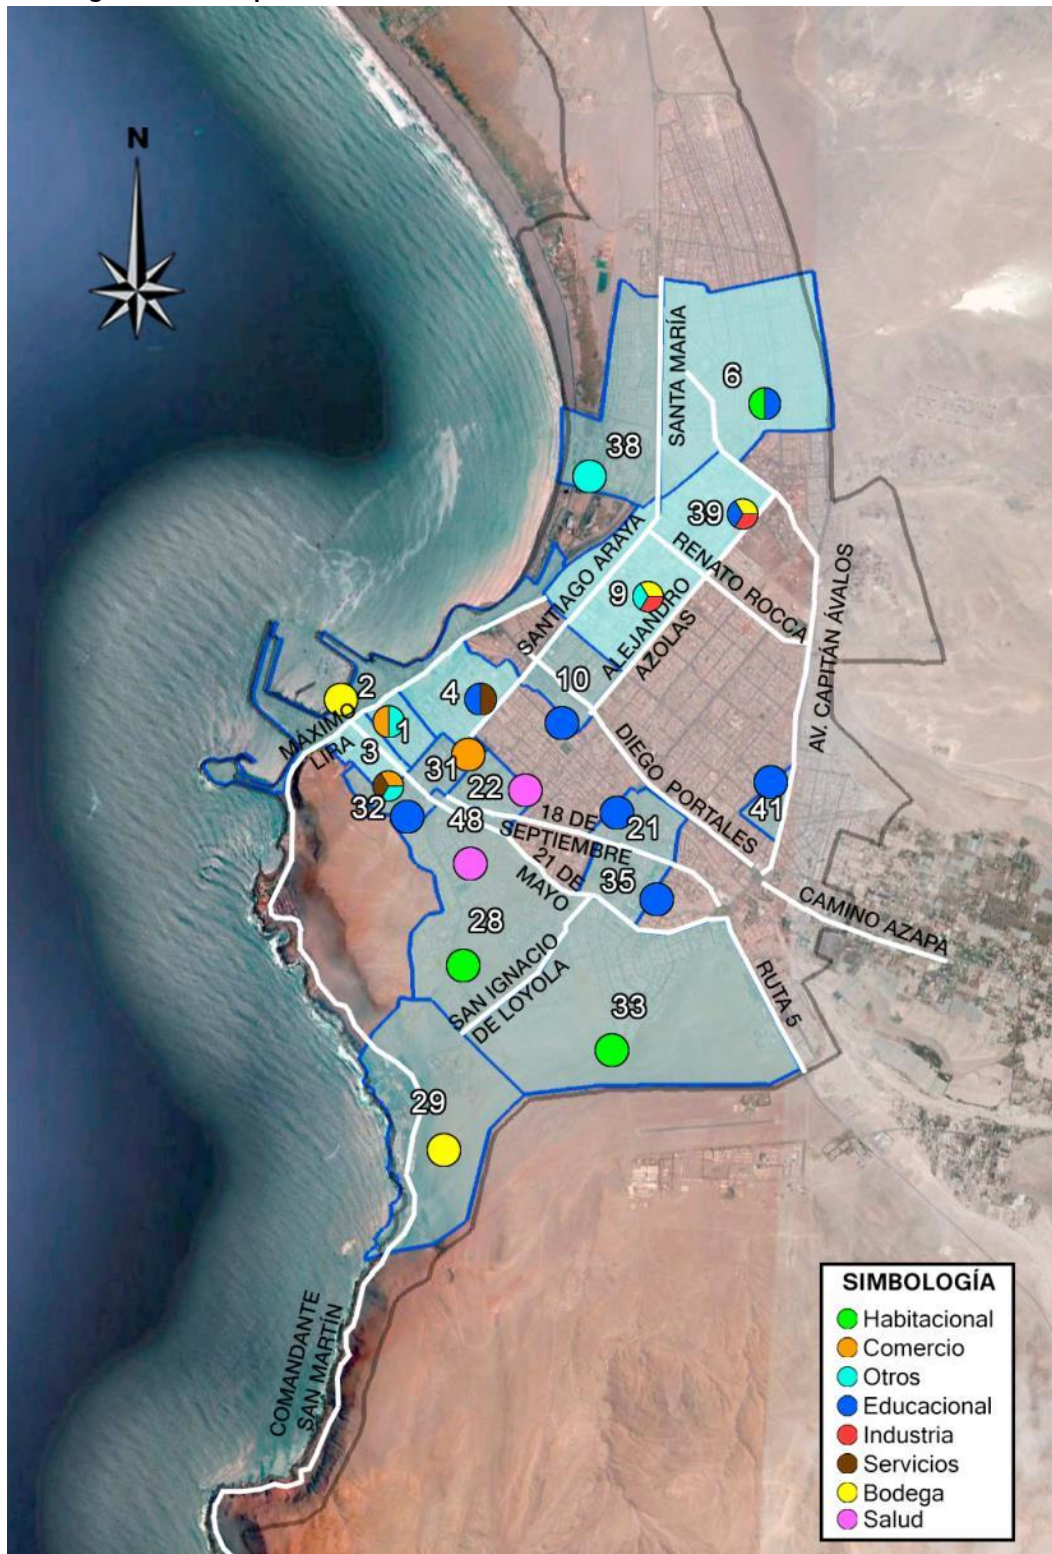 N
SANTA MARÍA
6
38
39
SANTIAGO ARAYA
RENATO ROCCA
9
ALEJANDRO
AZOLAS
AV. CAPITÁN ÁVALOS
10
2
4
1
MÁXIMO
LIRA
3
31
22
DIEGO PORTALES
32
48
18 DE
SEPTIEMBRE
21
41
21 DE
MAYO
35
CAMINO AZAPA
28
SAN IGNACIO
DE LOYOLA
33
RUTA 5
29
COMANDANTE
SAN MARTÍN
SIMBOLOGÍA
Habitacional
Comercio
Otros
Educacional
Industria
Servicios
Bodega
Salud